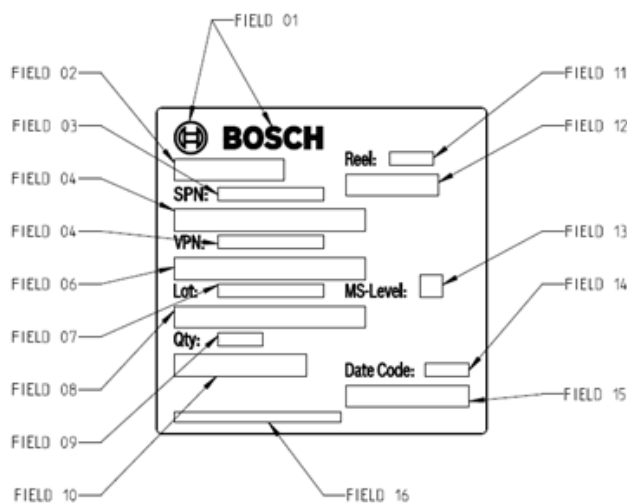 FIELD 01
FIELD 02
FIELD 11
FIELD 03
FIELD 12
BOSCH
Reel:
FIELD 04
SPN:
FIELD 04
VPN:
FIELD 13
FIELD 06
Lot:
MS-Level:
FIELD 14
FIELD 07
Qty:
FIELD 08
Date Code:
FIELD 15
FIELD 09
FIELD 10
FIELD 16